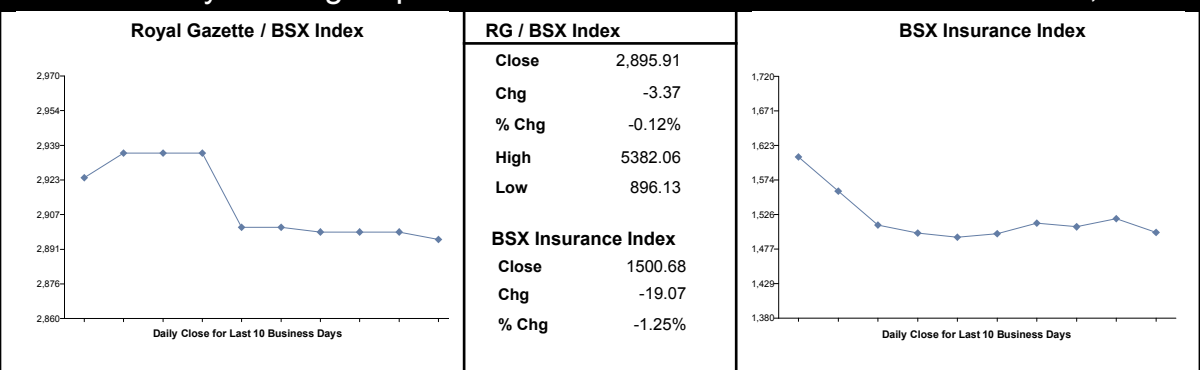 Royal Gazette / BSX Index
2,970
2,954
2,939
2,923
2,907
2,891
2,876
2,860
Daily Close for Last 10 Business Days
RG / BSX Index
Close 2,895.91
Chg -3.37
% Chg -0.12%
High 5382.06
Low 896.13
BSX Insurance Index
Close 1500.68
Chg -19.07
% Chg -1.25%
BSX Insurance Index
1,720
1,671
1,623
1,574
1,526
1,477
1,429
1,380
Daily Close for Last 10 Business Days